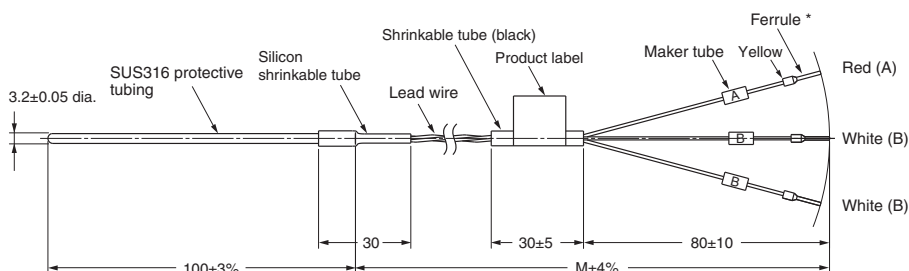 Ferrule *
Shrinkable tube (black)
Maker tube
Yellow
Red (A)
Silicon
shrinkable tube
Product label
SUS316 protective
tubing
3.2±0.05 dia.
Lead wire
A
B
White (B)
B
White (B)
30
30±5
80±10
100±3%
M±4%